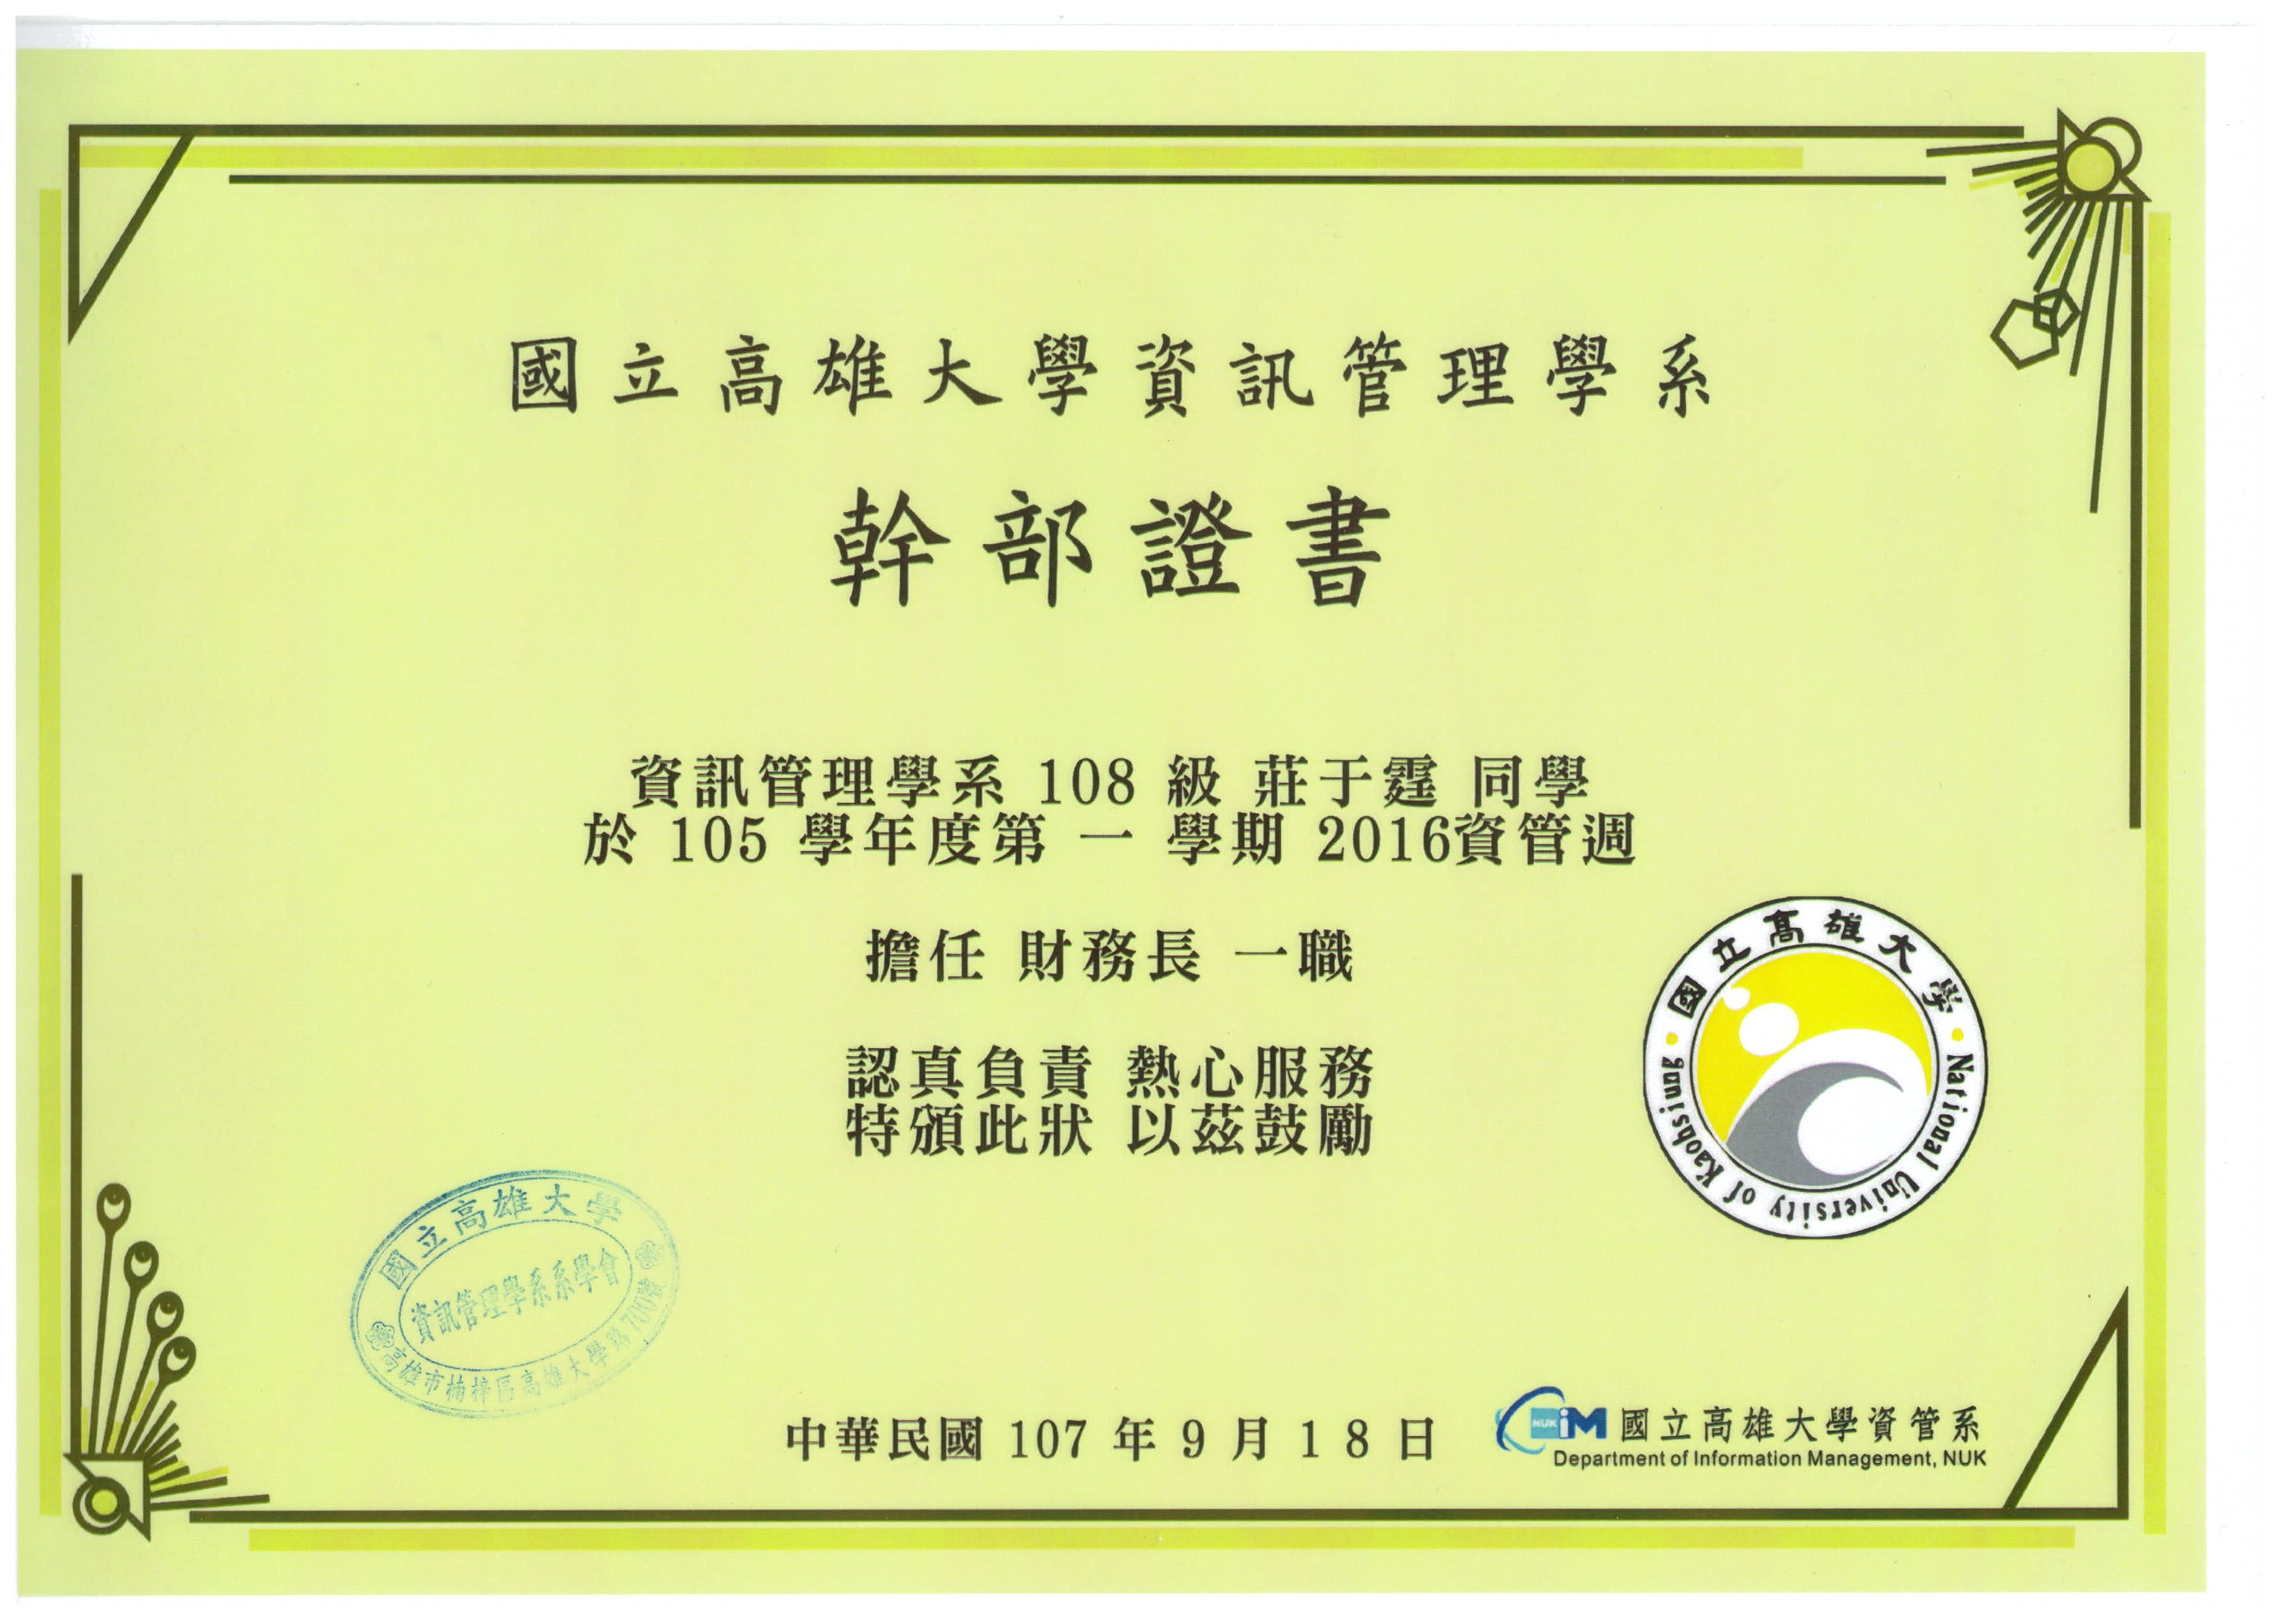 國立高雄大學資訊管理學系
幹部證書
資訊管理學系 108 級 莊于霆 同學
於 105 學年度第 一 學期 2016資管週
擔任 財務長 一職
認真負責 熱心服務
特頒此狀 以茲鼓勵
國立高雄大學
National University of Kaohsiung
國立高雄大學
資訊管理學系系學會
高雄市楠梓區高雄大學路700號
中華民國 107 年 9 月 1 8 日
NUK iM 國立高雄大學資管系
Department of Information Management, NUK